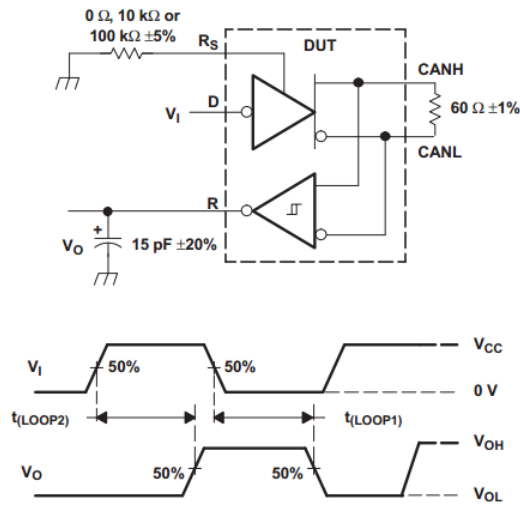 0 Ω, 10 kΩ or
100 kΩ ±5%
RS
DUT
CANH
D
VI
60 Ω ±1%
CANL
R
+
VO
15 pF ±20%
VCC
VI
50%
50%
0 V
t(LOOP2)
t(LOOP1)
VOH
VO
50%
50%
VOL